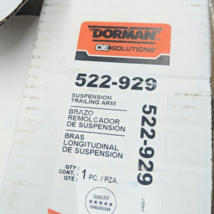 DORMAN
OE SOLUTIONS
522-929
SUSPENSION
TRAILING ARM
BRAZO
REMOLCADOR
DE SUSPENSIÓN
BRAS
LONGITUDINAL
DE SUSPENSION
QTY:
CONT.: 1 PC./PZA.
QTÉ:
522-929
QUALITY